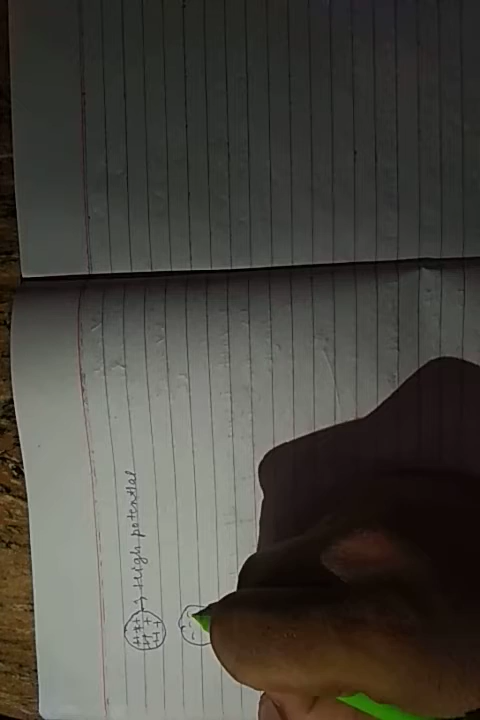 +++ ++ ++ → High potential
- -